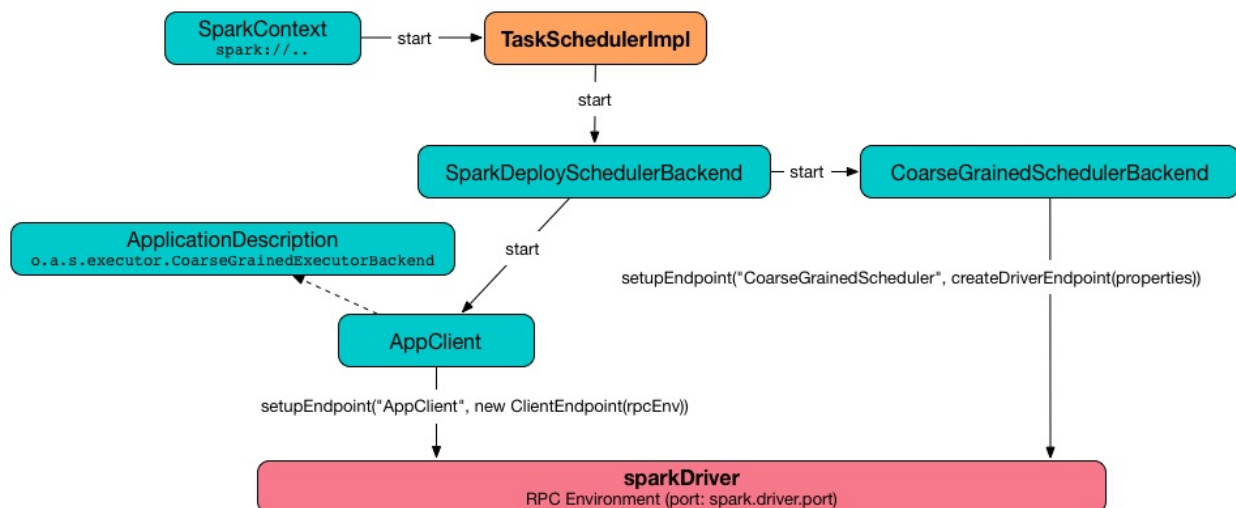 SparkContext
spark://..
start
TaskSchedulerImpl
start
SparkDeploySchedulerBackend
start
CoarseGrainedSchedulerBackend
ApplicationDescription
o.a.s.executor.CoarseGrainedExecutorBackend
start
setupEndpoint("CoarseGrainedScheduler", createDriverEndpoint(properties))
AppClient
setupEndpoint("AppClient", new ClientEndpoint(rpcEnv))
sparkDriver
RPC Environment (port: spark.driver.port)